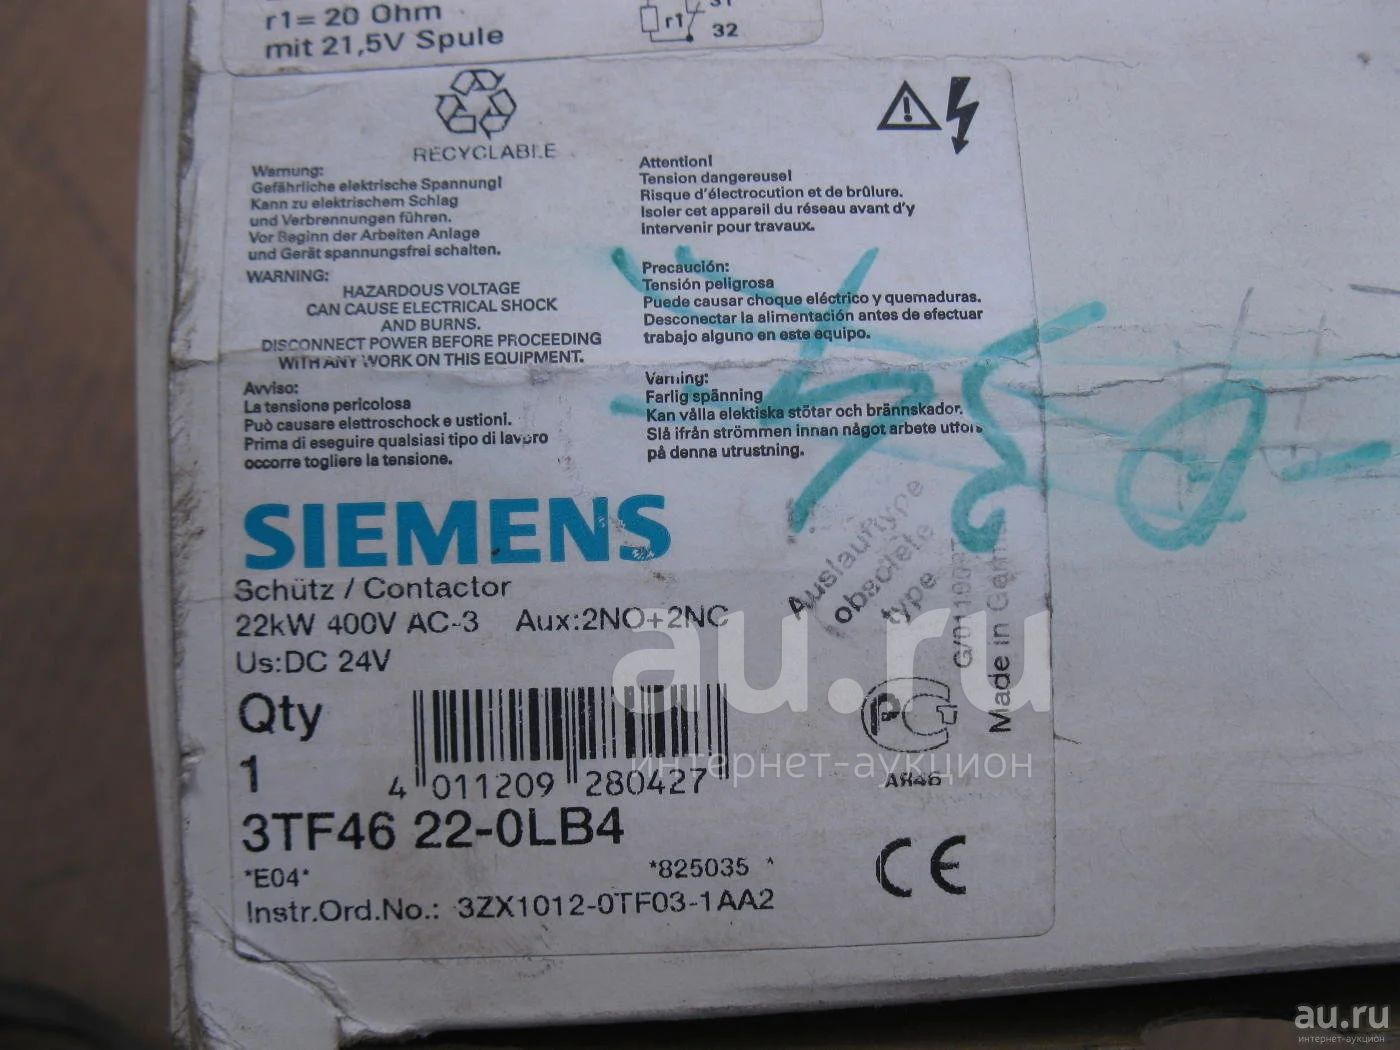 r1= 20 Ohm
mit 21,5V Spule
r1
31
32
RECYCLABLE
Warnung:
Gefährliche elektrische Spannung!
Kann zu elektrischem Schlag
und Verbrennungen führen.
Vor Beginn der Arbeiten Anlage
und Gerät spannungsfrei schalten.
WARNING:
HAZARDOUS VOLTAGE
CAN CAUSE ELECTRICAL SHOCK
AND BURNS.
DISCONNECT POWER BEFORE PROCEEDING
WITH ANY WORK ON THIS EQUIPMENT.
Avviso:
La tensione pericolosa
Può causare elettroschock e ustioni.
Prima di eseguire qualsiasi tipo di lavoro
occorre togliere la tensione.
Attention!
Tension dangereuse!
Risque d'électrocution et de brûlure.
Isoler cet appareil du réseau avant d'y
intervenir pour travaux.
Precaución:
Tensión peligrosa
Puede causar choque eléctrico y quemaduras.
Desconectar la alimentación antes de efectuar
trabajo alguno en este equipo.
Varning:
Farlig spänning
Kan vålla elektiska stötar och brännskador.
Slå ifrån strömmen innan något arbete utförs
på denna utrustning.
SIEMENS
Schütz / Contactor
22kW 400V AC-3 Aux:2NO+2NC
Us:DC 24V
Qty
1
4 011209 280427
3TF46 22-0LB4
*E04* *825035 *
Instr.Ord.No.: 3ZX1012-0TF03-1AA2
Auslauftype
obsolete
type
Made in
РС
CE
au.ru
интернет-аукцион
au.ru
интернет-аукцион